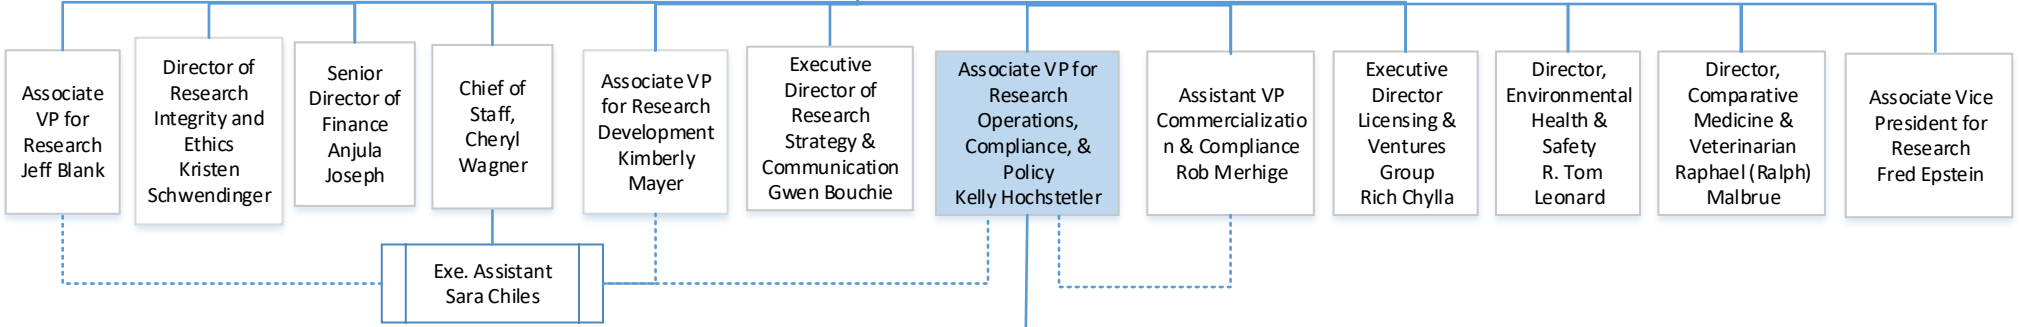 Associate
VP for
Research
Jeff Blank
Director of
Research
Integrity and
Ethics
Kristen
Schwendinger
Senior
Director of
Finance
Anjula
Joseph
Chief of
Staff,
Cheryl
Wagner
Associate VP
for Research
Development
Kimberly
Mayer
Executive
Director of
Research
Strategy &
Communication
Gwen Bouchie
Associate VP for
Research
Operations,
Compliance, &
Policy
Kelly Hochstetler
Assistant VP
Commercializatio
n & Compliance
Rob Merhige
Executive
Director
Licensing &
Ventures
Group
Rich Chylla
Director,
Environmental
Health &
Safety
R. Tom
Leonard
Director,
Comparative
Medicine &
Veterinarian
Raphael (Ralph)
Malbrue
Associate Vice
President for
Research
Fred Epstein
Exe. Assistant
Sara Chiles